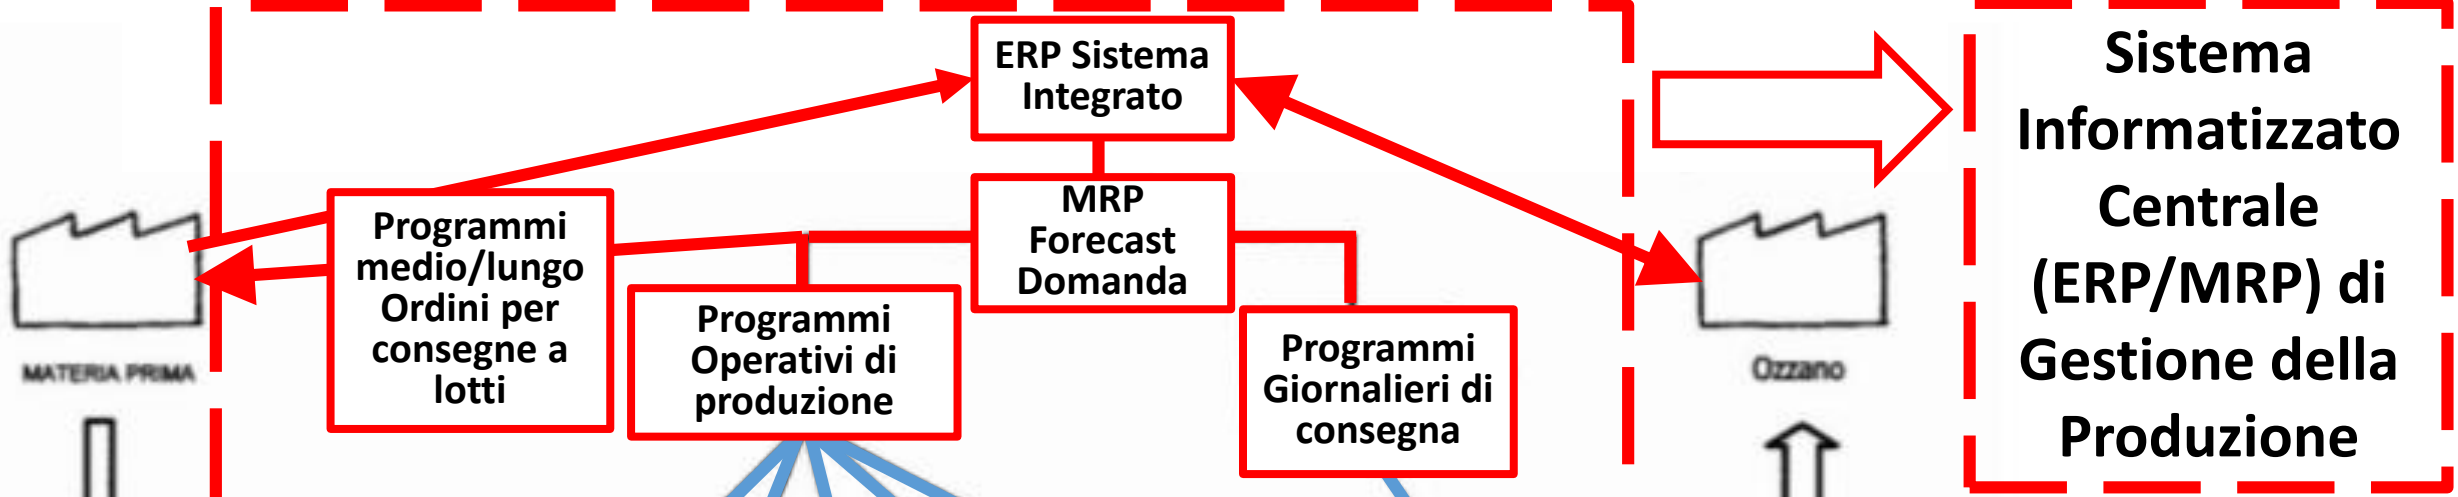 ERP Sistema
Integrato
MRP
Forecast
Domanda
Programmi
medio/lungo
Ordini per
consegne a
lotti
Programmi
Operativi di
produzione
Programmi
Giornalieri di
consegna
MATERIA PRIMA
Ozzano
Sistema
Informatizzato
Centrale
(ERP/MRP) di
Gestione della
Produzione